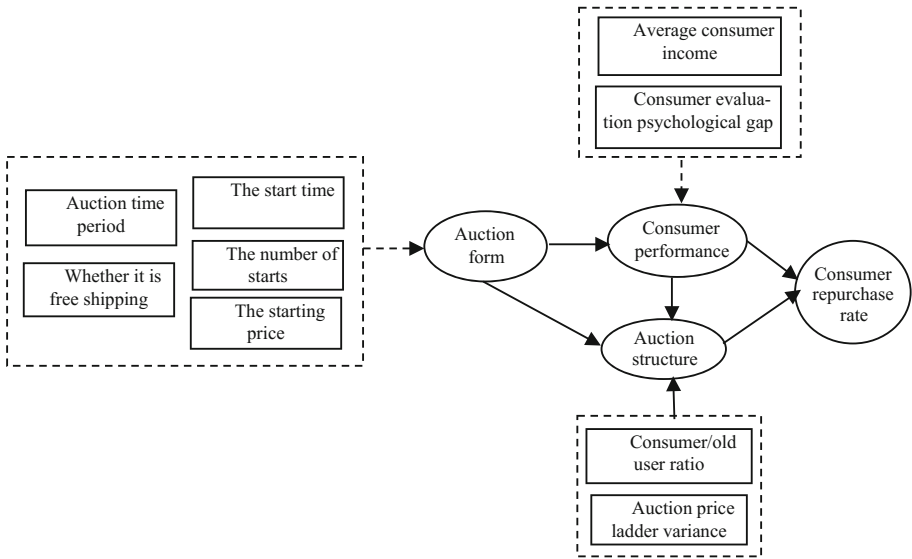 Average consumer
income
Consumer evalua-
tion psychological gap
Auction time
period
Whether it is
free shipping
The start time
The number of
starts
The starting
price
Auction
form
Consumer
performance
Auction
structure
Consumer
repurchase
rate
Consumer/old
user ratio
Auction price
ladder variance